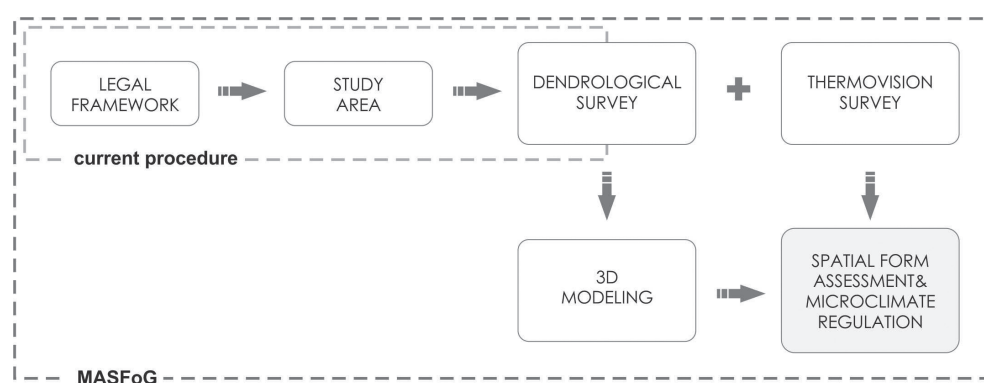 LEGAL
FRAMEWORK
STUDY
AREA
DENDROLOGICAL
SURVEY
THERMOVISION
SURVEY
current procedure
3D
MODELING
SPATIAL FORM
ASSESSMENT&
MICROCLIMATE
REGULATION
MASFoG